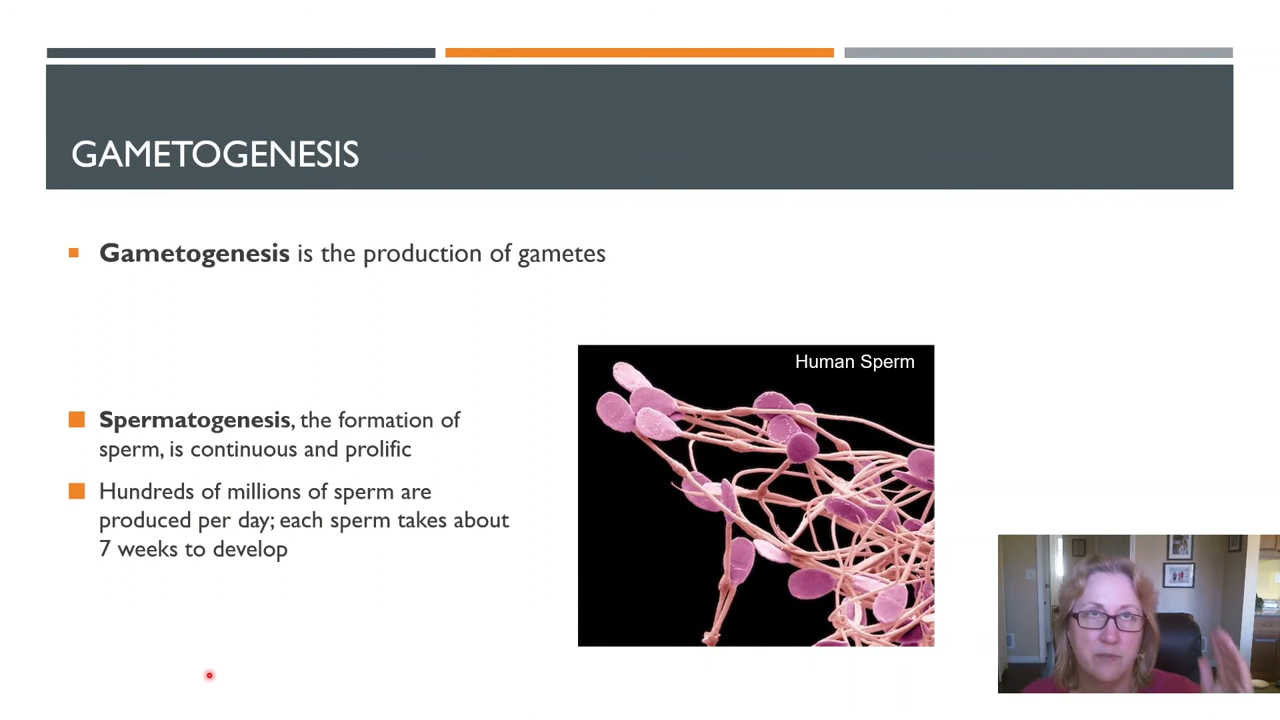 GAMETOGENESIS
Gametogenesis is the production of gametes
Human Sperm
Spermatogenesis, the formation of
sperm, is continuous and prolific
Hundreds of millions of sperm are
produced per day; each sperm takes about
7 weeks to develop